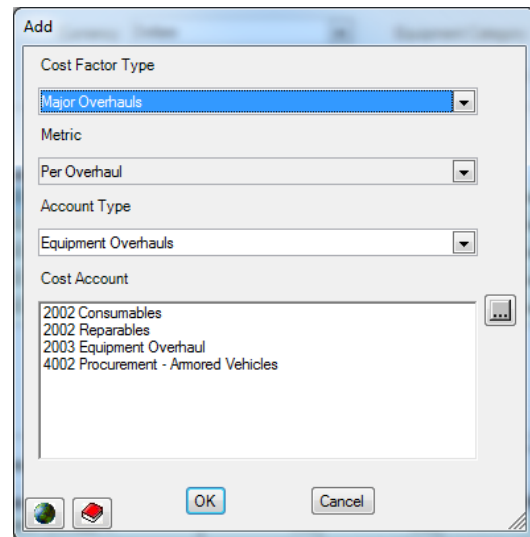 Add
Cost Factor Type
Major Overhauls
Metric
Per Overhaul
Account Type
Equipment Overhauls
Cost Account
2002 Consumables
2002 Reparables
2003 Equipment Overhaul
4002 Procurement - Armored Vehicles
...
OK
Cancel